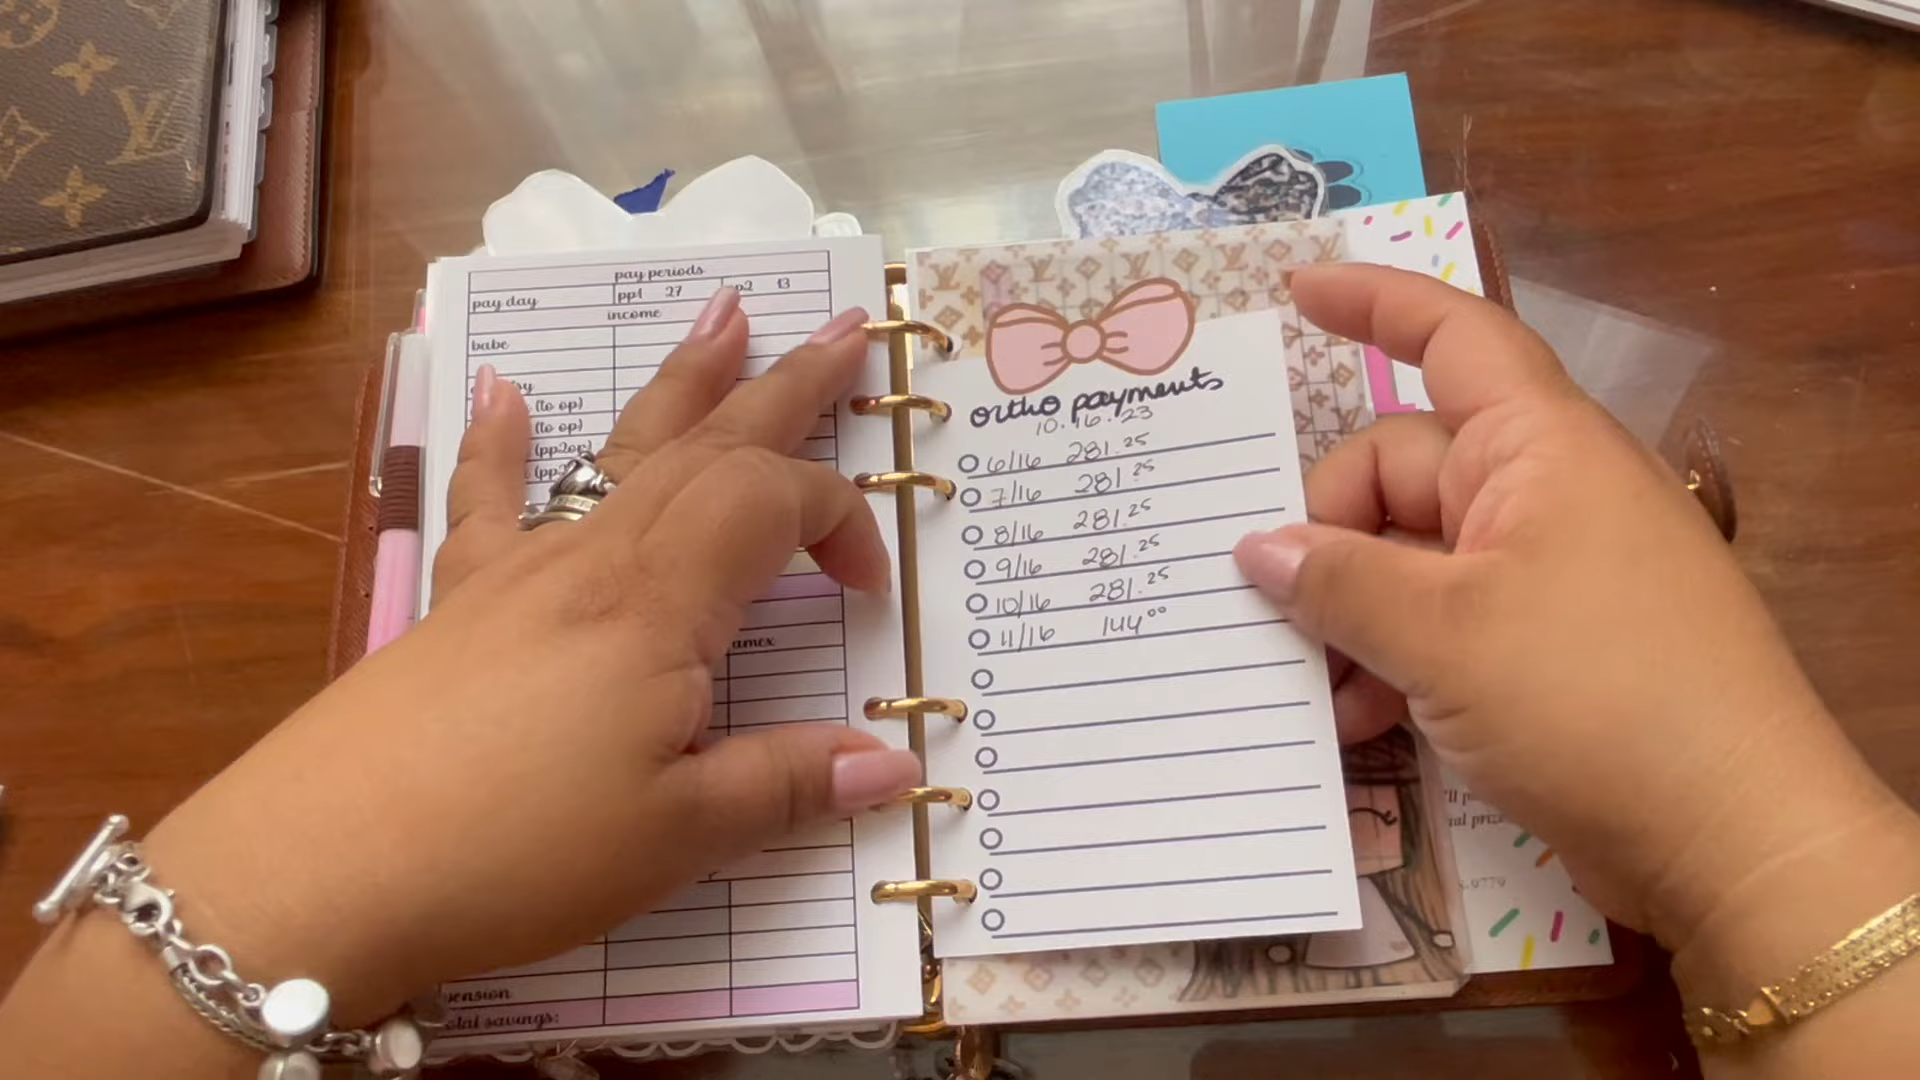 pay periods
pay day pp1 27 pp2 13
income
babe
(to op)
(to op)
(pp2op)
amex
total savings:
ortho payments
10.16.23
6/16 281.25
7/16 281.25
8/16 281.25
9/16 281.25
10/16 281.25
11/16 144.00